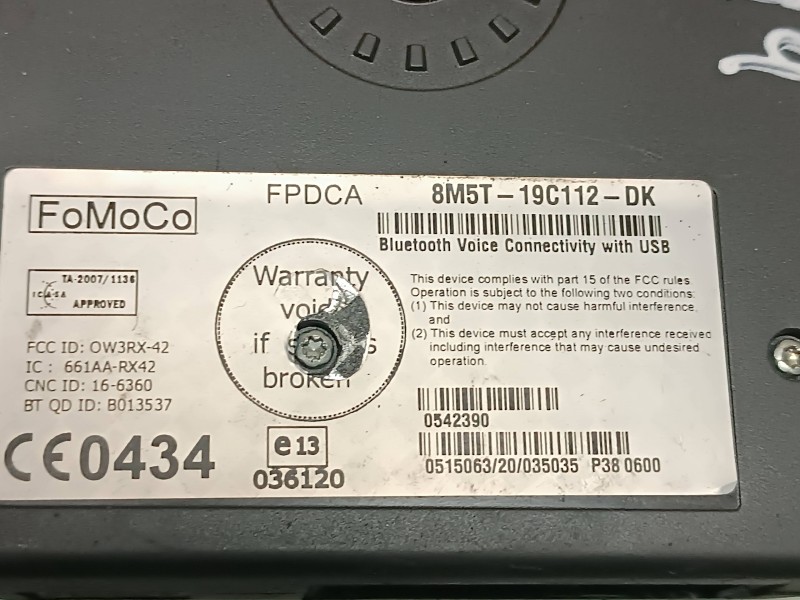 FoMoCo
FPDCA
8M5T-19C112-DK
Bluetooth Voice Connectivity with USB
TA-2007/1136
ICASA
APPROVED
Warranty
if
broken
This device complies with part 15 of the FCC rules
Operation is subject to the following two conditions:
(1) This device may not cause harmful interference
and
(2) This device must accept any interference received
including interference that may cause undesired
operation.
FCC ID: OW3RX-42
IC : 661AA-RX42
CNC ID: 16-6360
BT QD ID: B013537
CE0434
e13
036120
0542390
0515063/20/035035 P38 0600